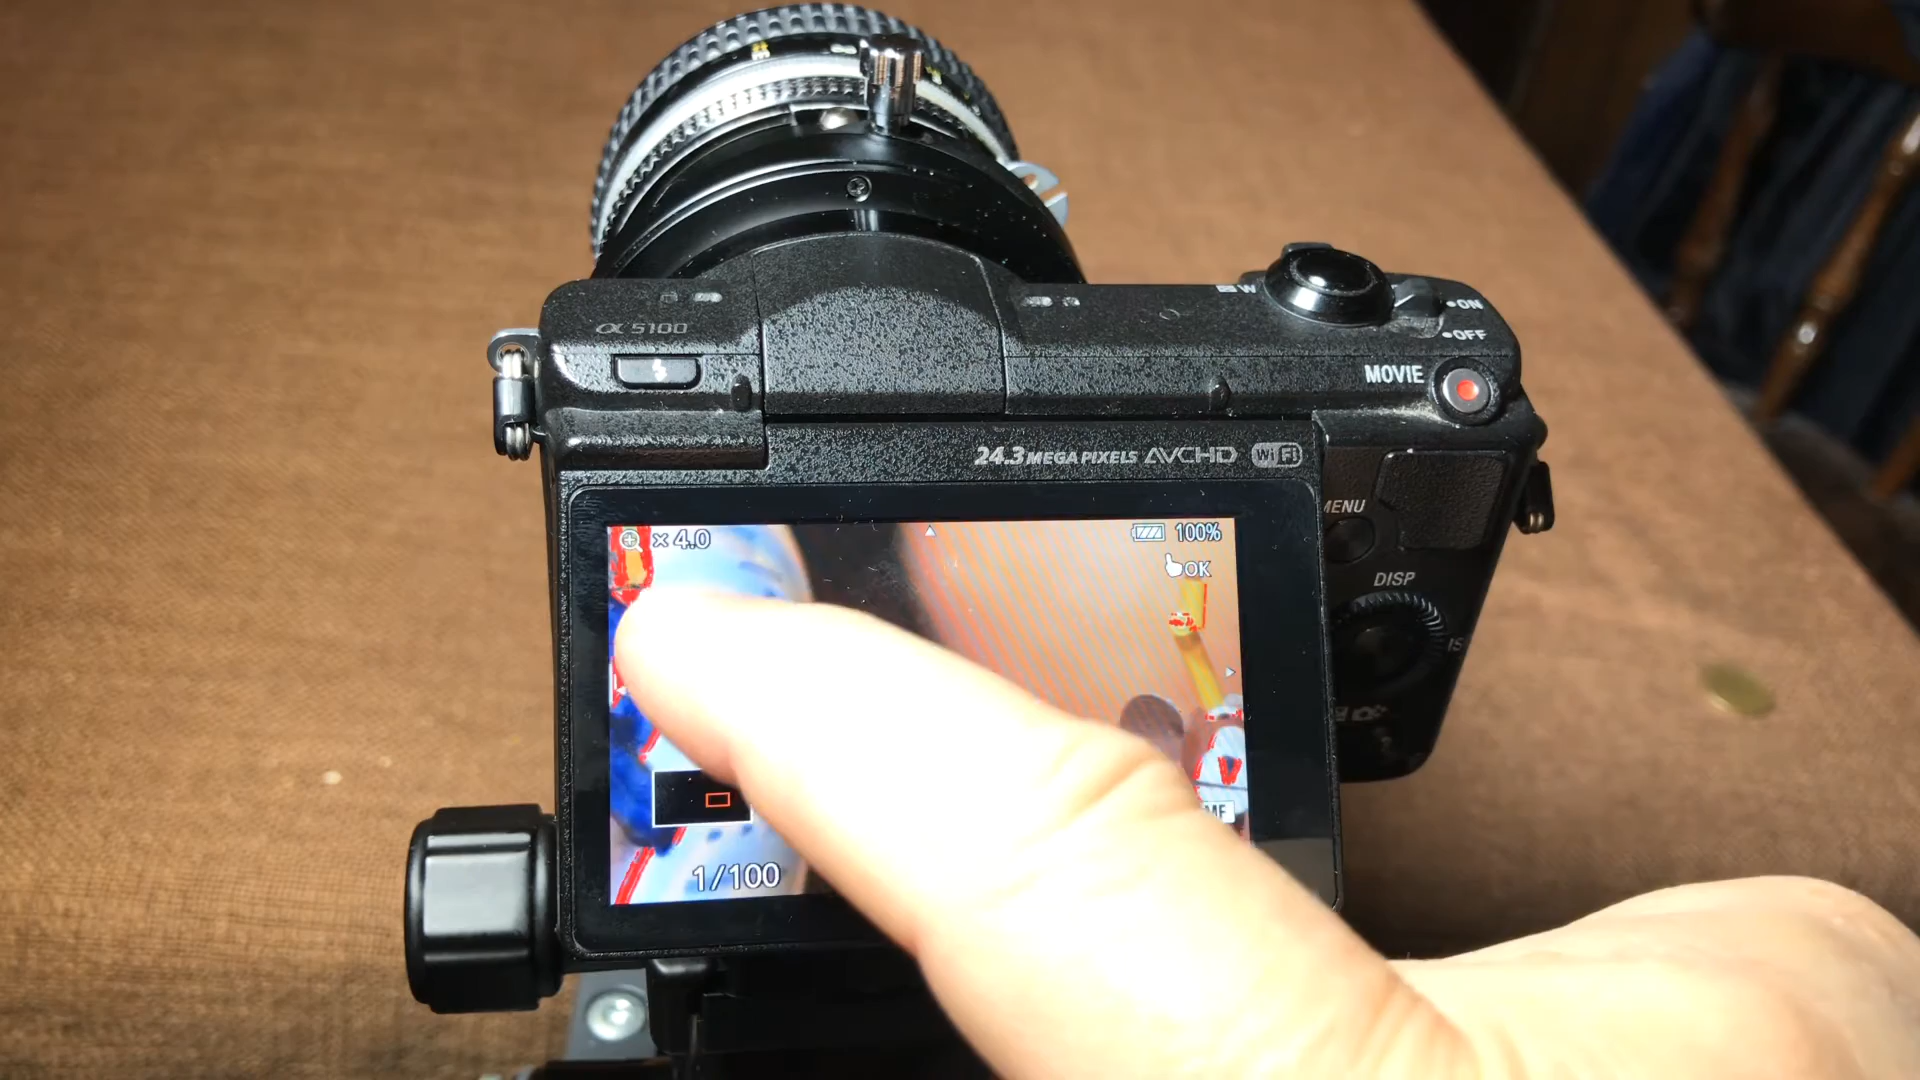 ∞
W
ON
OFF
α5100
MOVIE
24.3 MEGA PIXELS AVCHD Wi Fi
MENU
× 4.0
100%
OK
DISP
MF
1/100